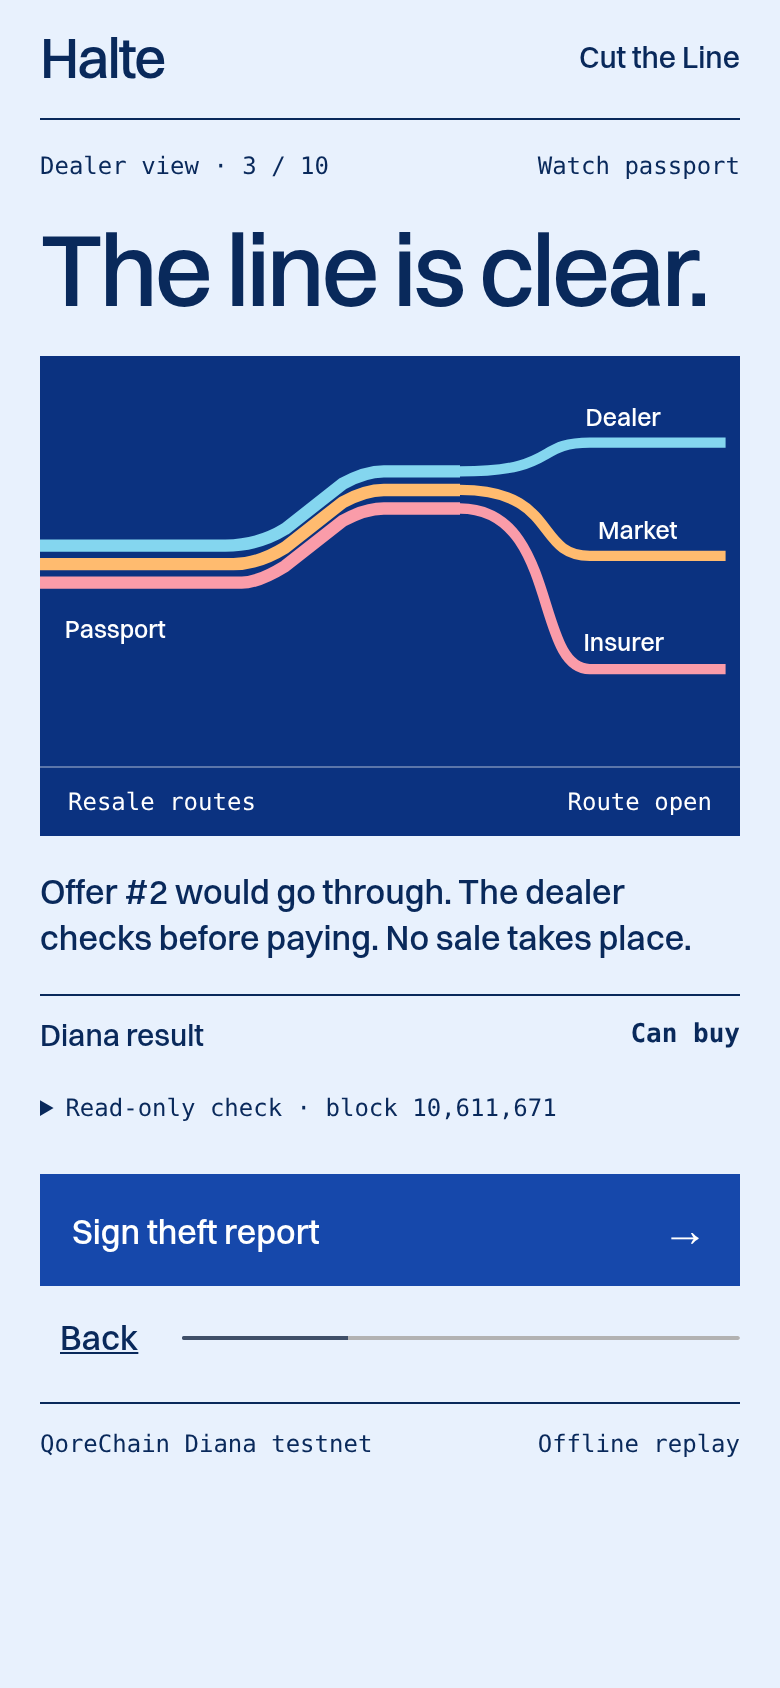 Halte
Cut the Line
Dealer view · 3 / 10
Watch passport
The line is clear.
Dealer
Market
Insurer
Passport
Resale routes
Route open
Offer #2 would go through. The dealer
checks before paying. No sale takes place.
Diana result
Can buy
▶ Read-only check · block 10,611,671
Sign theft report →
Back
QoreChain Diana testnet
Offline replay